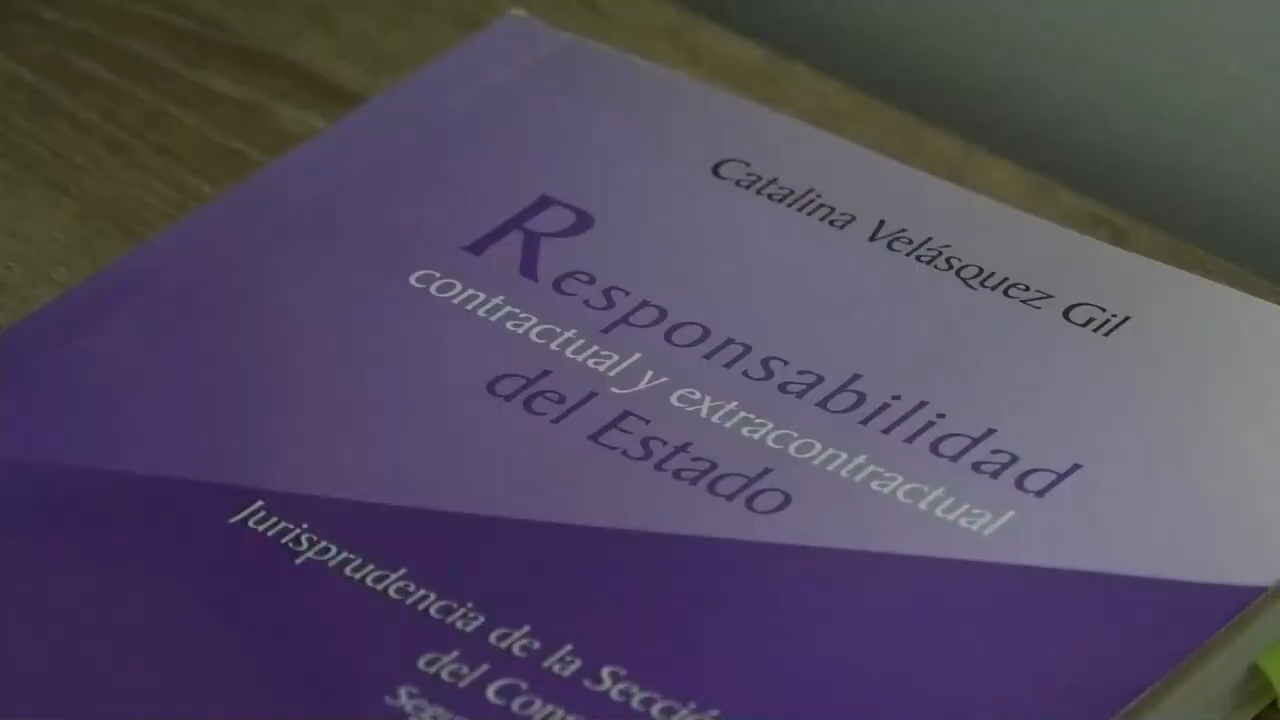 Catalina Velásquez Gil
Responsabilidad
contractual y extracontractual
del Estado
Jurisprudencia de la
del